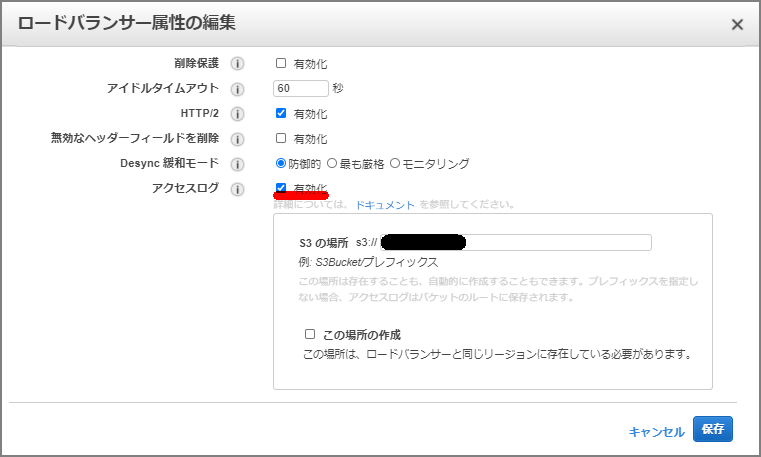 ロードバランサー属性の編集
削除保護 有効化
アイドルタイムアウト 60 秒
HTTP/2 有効化
無効なヘッダーフィールドを削除 有効化
Desync 緩和モード 防御的 最も厳格 モニタリング
アクセスログ 有効化
詳細については、 ドキュメント を参照してください。
S3 の場所 s3://
例: S3Bucket/プレフィックス
この場所は存在することも、自動的に作成することもできます。プレフィックスを指定し
ない場合、アクセスログはバケットのルートに保存されます。
この場所の作成
この場所は、ロードバランサーと同じリージョンに存在している必要があります。
キャンセル 保存